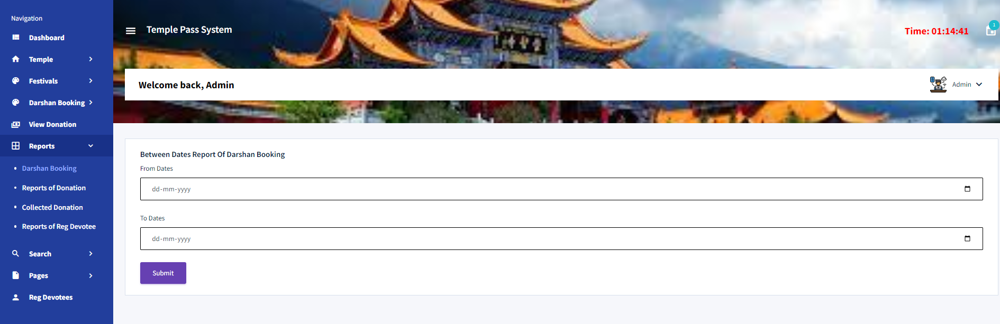 Navigation
Dashboard
Temple
Festivals
Darshan Booking
View Donation
Reports
Darshan Booking
Reports of Donation
Collected Donation
Reports of Reg Devotee
Search
Pages
Reg Devotees
Temple Pass System
Time: 01:14:41
1
Welcome back, Admin
Admin
Between Dates Report Of Darshan Booking
From Dates
dd-mm-yyyy
To Dates
dd-mm-yyyy
Submit